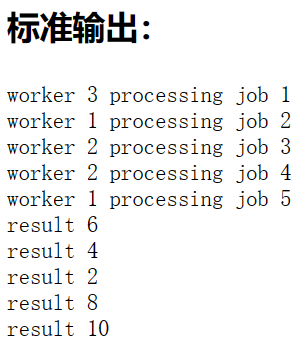 标准输出：
worker 3 processing job 1
worker 1 processing job 2
worker 2 processing job 3
worker 2 processing job 4
worker 1 processing job 5
result 6
result 4
result 2
result 8
result 10